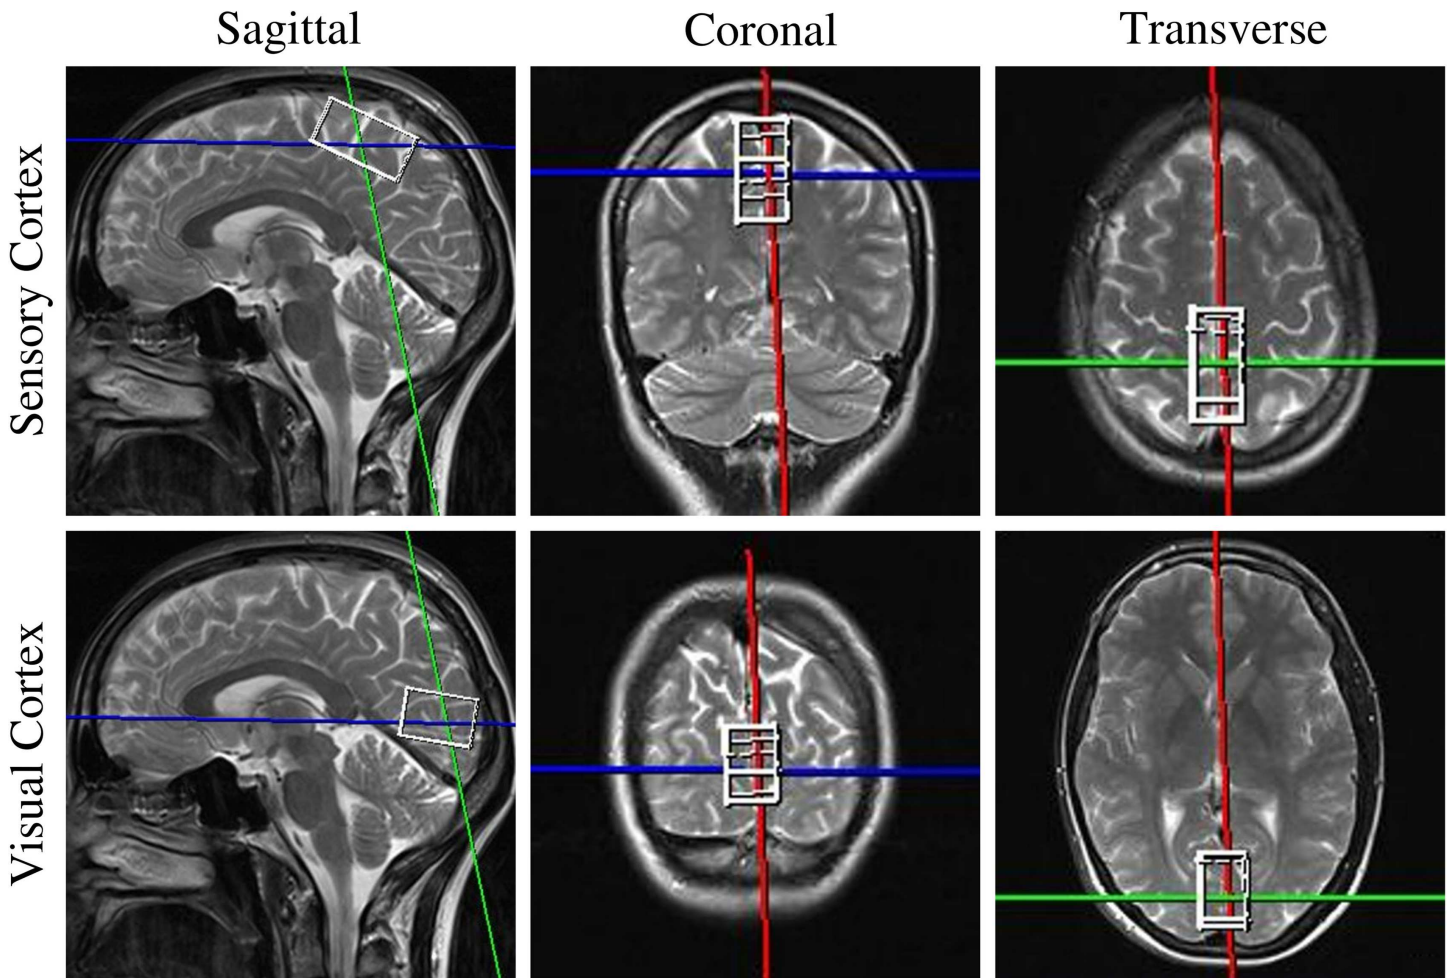 Sagittal
Coronal
Transverse
Sensory Cortex
Visual Cortex